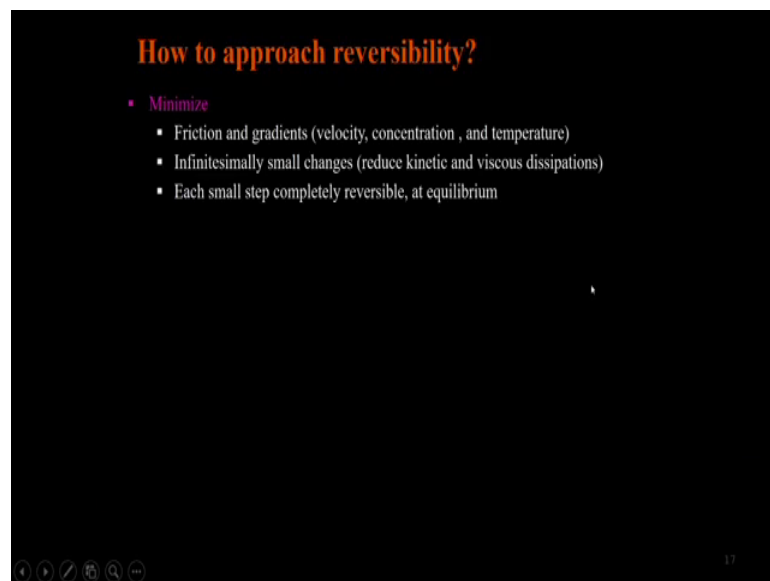 How to approach reversibility?
▪ Minimize
▪ Friction and gradients (velocity, concentration , and temperature)
▪ Infinitesimally small changes (reduce kinetic and viscous dissipations)
▪ Each small step completely reversible, at equilibrium
17